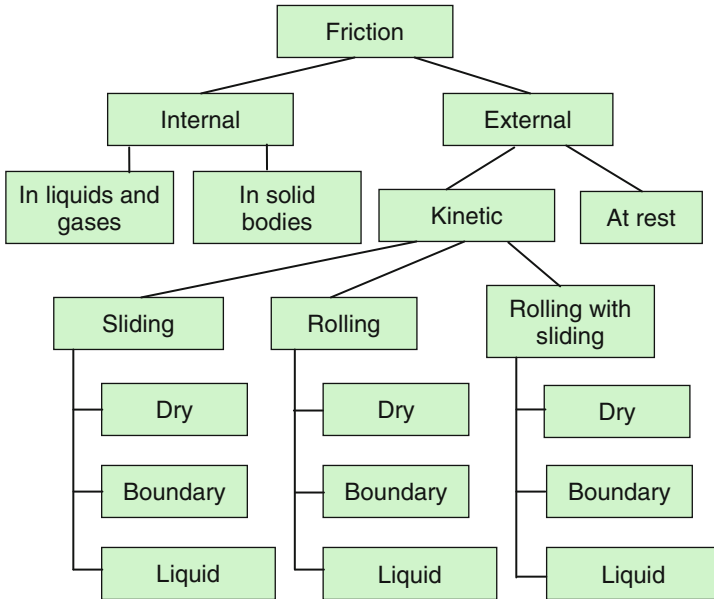 Friction
Internal
External
In liquids and
gases
In solid
bodies
Kinetic
At rest
Sliding
Rolling
Rolling with
sliding
Dry
Dry
Dry
Boundary
Boundary
Boundary
Liquid
Liquid
Liquid